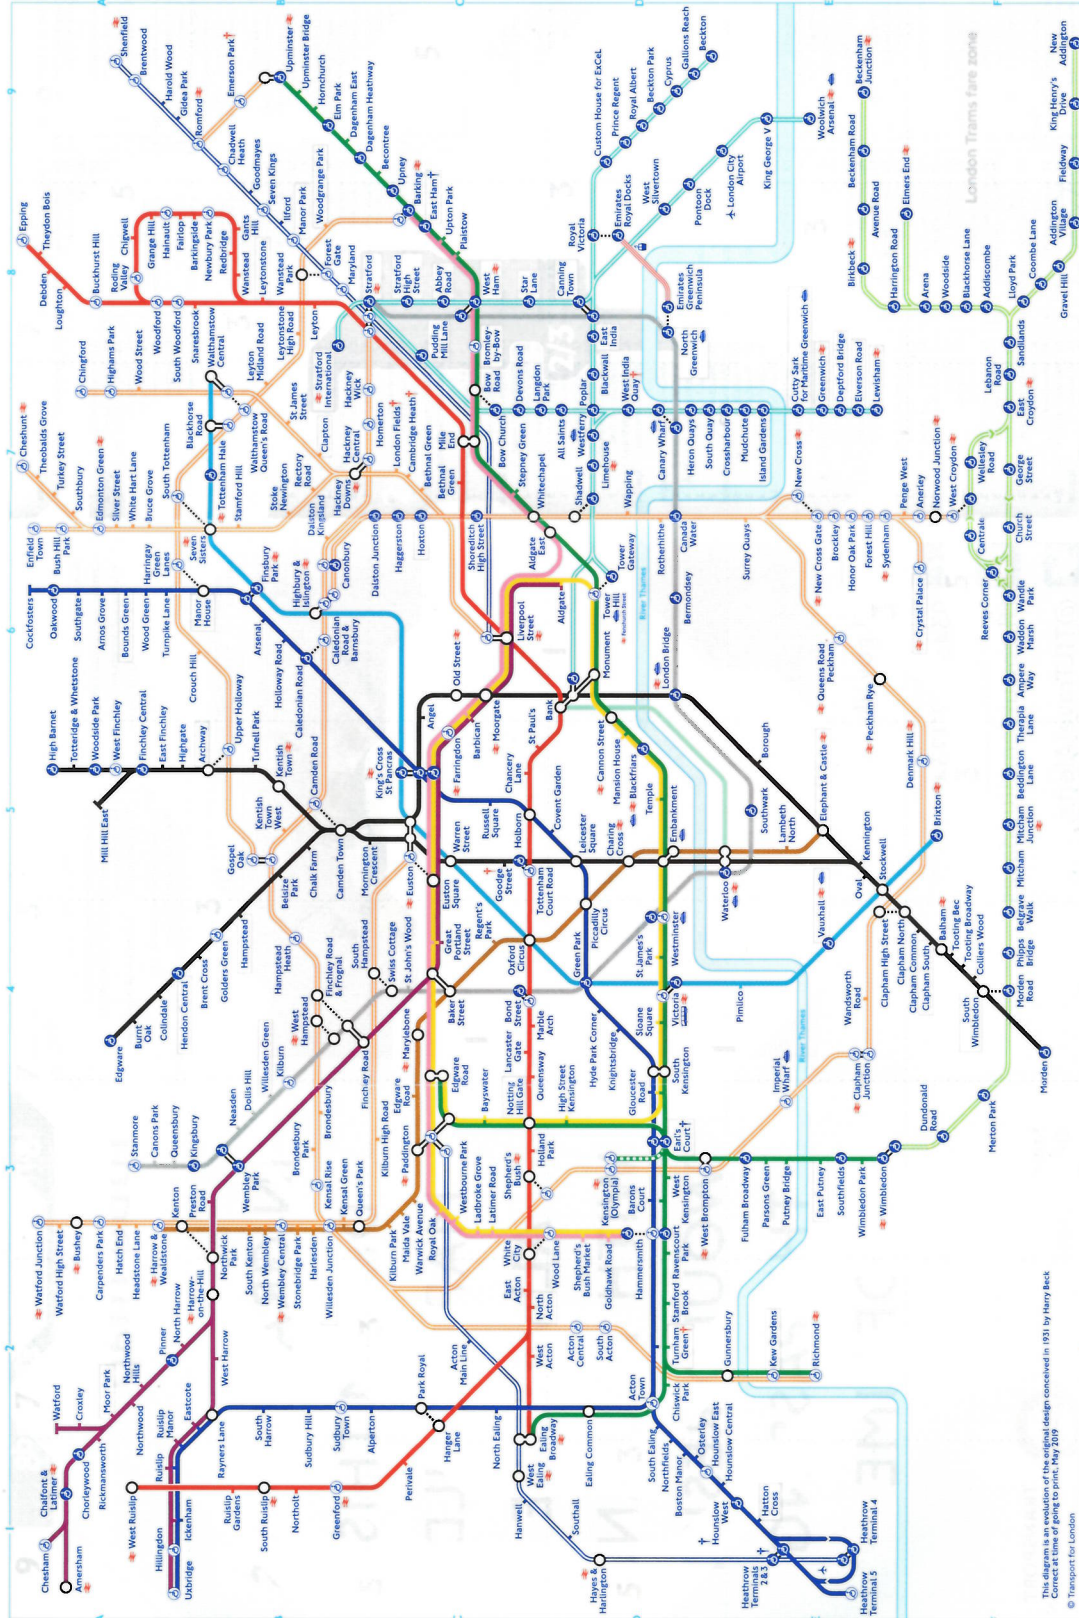 Chesham
Chalfont &
Latimer
Watford
Croxley
Amersham
Chorleywood
Rickmansworth
Moor Park
Northwood
Northwood
Hills
Pinner
North Harrow
Harrow-
on-the-Hill
West Ruislip
Hillingdon
Uxbridge
Ickenham
Ruislip
Ruislip
Manor
Eastcote
Rayners Lane
West Harrow
Northwick
Park
Preston
Road
Wembley
Park
Ruislip
Gardens
South Ruislip
Northolt
Greenford
Perivale
Hanger
Lane
Park Royal
South
Harrow
Sudbury Hill
Sudbury
Town
Alperton
North Ealing
Watford Junction
Watford High Street
Bushey
Carpenders Park
Hatch End
Headstone Lane
Harrow &
Wealdstone
Kenton
South Kenton
North Wembley
Wembley Central
Stonebridge Park
Harlesden
Willesden Junction
Kensal Rise
Kensal Green
Queen's Park
Kilburn Park
Maida Vale
Warwick Avenue
Royal Oak
Brondesbury
Park
Brondesbury
Kilburn High Road
Stanmore
Canons Park
Queensbury
Kingsbury
Neasden
Dollis Hill
Willesden Green
Kilburn
West
Hampstead
Finchley Road
Finchley Road
& Frognal
Swiss Cottage
St John's Wood
South
Hampstead
Edgware
Burnt
Oak
Colindale
Hendon Central
Brent Cross
Golders Green
Hampstead
Hampstead
Heath
Belsize
Park
Chalk Farm
Camden Town
Mornington
Crescent
Gospel
Oak
Kentish
Town
West
Camden Road
Mill Hill East
High Barnet
Totteridge & Whetstone
Woodside Park
West Finchley
Finchley Central
East Finchley
Highgate
Archway
Tufnell Park
Kentish
Town
Upper Holloway
Crouch Hill
Cockfosters
Oakwood
Southgate
Arnos Grove
Bounds Green
Wood Green
Turnpike Lane
Manor
House
Harringay
Green
Lanes
Finsbury
Park
Arsenal
Holloway Road
Caledonian Road
Caledonian
Road &
Barnsbury
Highbury &
Islington
Canonbury
Enfield
Town
Bush Hill
Park
Cheshunt
Theobalds Grove
Turkey Street
Southbury
Edmonton Green
Silver Street
White Hart Lane
Bruce Grove
South Tottenham
Seven
Sisters
Tottenham Hale
Blackhorse
Road
Walthamstow
Central
Stamford Hill
Stoke
Newington
Rectory
Road
Walthamstow
Queen's Road
St James
Street
Clapton
Dalston
Kingsland
Hackney
Downs
Hackney
Central
Homerton
Hackney
Wick
London Fields
Cambridge Heath
Bethnal Green
Chingford
Highams Park
Wood Street
Leyton
Midland Road
Leytonstone
High Road
Wanstead
Park
Woodgrange Park
Epping
Theydon Bois
Debden
Loughton
Buckhurst Hill
Roding
Valley
Chigwell
Grange Hill
Hainault
Fairlop
Barkingside
Newbury Park
Redbridge
Gants
Hill
Wanstead
Woodford
South Woodford
Snaresbrook
Leytonstone
Leyton
Shenfield
Brentwood
Harold Wood
Gidea Park
Romford
Emerson Park
Chadwell
Heath
Goodmayes
Seven Kings
Ilford
Manor Park
Forest
Gate
Maryland
Stratford
Stratford
International
Stratford
High
Street
Abbey
Road
Upminster
Upminster Bridge
Hornchurch
Elm Park
Dagenham East
Dagenham Heathway
Becontree
Upney
Barking
East Ham
Upton Park
Plaistow
West
Ham
Star
Lane
Canning
Town
Pudding
Mill Lane
Bromley-
by-Bow
Bow
Road
Bow Church
Devons Road
Langdon
Park
All Saints
Mile
End
Bethnal
Green
Stepney Green
Whitechapel
Dalston Junction
Haggerston
Hoxton
Shoreditch
High Street
Aldgate
East
Aldgate
Liverpool
Street
Old Street
Moorgate
Barbican
Farringdon
Angel
King's Cross
St Pancras
Euston
Euston
Square
Warren
Street
Great
Portland
Street
Regent's
Park
Baker
Street
Marylebone
Edgware
Road
Edgware
Road
Paddington
Bayswater
Westbourne Park
Ladbroke Grove
Latimer Road
Russell
Square
Goodge
Street
Acton
Main Line
Hanwell
Southall
Hayes &
Harlington
West
Ealing
Ealing
Broadway
West
Acton
North
Acton
East
Acton
White
City
Wood Lane
Shepherd's
Bush
Holland
Park
Notting
Hill Gate
Queensway
Lancaster
Gate
Marble
Arch
Bond
Street
Oxford
Circus
Tottenham
Court Road
Holborn
Chancery
Lane
St Paul's
Bank
Ealing Common
Acton
Central
South
Acton
Shepherd's
Bush Market
Goldhawk Road
Hammersmith
Kensington
(Olympia)
High Street
Kensington
Barons
Court
West
Kensington
Earl's
Court
Gloucester
Road
South
Kensington
Knightsbridge
Hyde Park Corner
Green Park
Piccadilly
Circus
Leicester
Square
Covent Garden
Charing
Cross
Sloane
Square
Victoria
St James's
Park
Westminster
Embankment
Temple
Blackfriars
Mansion House
Cannon Street
Monument
Tower
Hill
Fenchurch Street
Tower
Gateway
Shadwell
Limehouse
Westferry
Poplar
Blackwall
East
India
Royal
Victoria
Custom House for ExCeL
Prince Regent
Royal Albert
Beckton Park
Cyprus
Gallions Reach
Beckton
Emirates
Royal Docks
West
Silvertown
Pontoon
Dock
London City
Airport
King George V
Woolwich
Arsenal
Emirates
Greenwich
Peninsula
North
Greenwich
West India
Quay
Canary Wharf
Heron Quays
South Quay
Crossharbour
Mudchute
Island Gardens
Cutty Sark
for Maritime Greenwich
Greenwich
Deptford Bridge
Elverson Road
Lewisham
Wapping
Rotherhithe
Canada
Water
Bermondsey
London Bridge
River Thames
Surrey Quays
Borough
Southwark
Waterloo
Lambeth
North
Elephant & Castle
Kennington
Oval
Stockwell
Brixton
Vauxhall
Pimlico
River Thames
South Ealing
Northfields
Boston Manor
Osterley
Hounslow East
Hounslow Central
Hounslow
West
Hatton
Cross
Heathrow
Terminals
2 & 3
Heathrow
Terminal 4
Heathrow
Terminal 5
Acton
Town
Chiswick
Park
Turnham
Green
Stamford
Brook
Ravenscourt
Park
Gunnersbury
Kew Gardens
Richmond
West Brompton
Fulham Broadway
Parsons Green
Putney Bridge
East Putney
Southfields
Wimbledon Park
Wimbledon
Imperial
Wharf
Clapham
Junction
Wandsworth
Road
Clapham High Street
Clapham North
Clapham Common
Clapham South
Balham
Tooting Bec
Tooting Broadway
Colliers Wood
South
Wimbledon
Morden
Denmark Hill
Peckham Rye
Queens Road
Peckham
New Cross
New Cross Gate
Brockley
Honor Oak Park
Forest Hill
Sydenham
Crystal Palace
Penge West
Anerley
Norwood Junction
West Croydon
Dundonald
Road
Merton Park
Morden
Road
Phipps
Bridge
Belgrave
Walk
Mitcham
Mitcham
Junction
Beddington
Lane
Therapia
Lane
Ampere
Way
Waddon
Marsh
Wandle
Park
Reeves Corner
Centrale
Church
Street
George
Street
Wellesley
Road
East
Croydon
Lebanon
Road
Sandilands
Lloyd Park
Coombe Lane
Gravel Hill
Addington
Village
Fieldway
King Henry's
Drive
New
Addington
Addiscombe
Blackhorse Lane
Woodside
Arena
Harrington Road
Elmers End
Birkbeck
Avenue Road
Beckenham Road
Beckenham
Junction
London Trams fare zone
This diagram is an evolution of the original design conceived in 1931 by Harry Beck
Correct at time of going to print, May 2019
© Transport for London